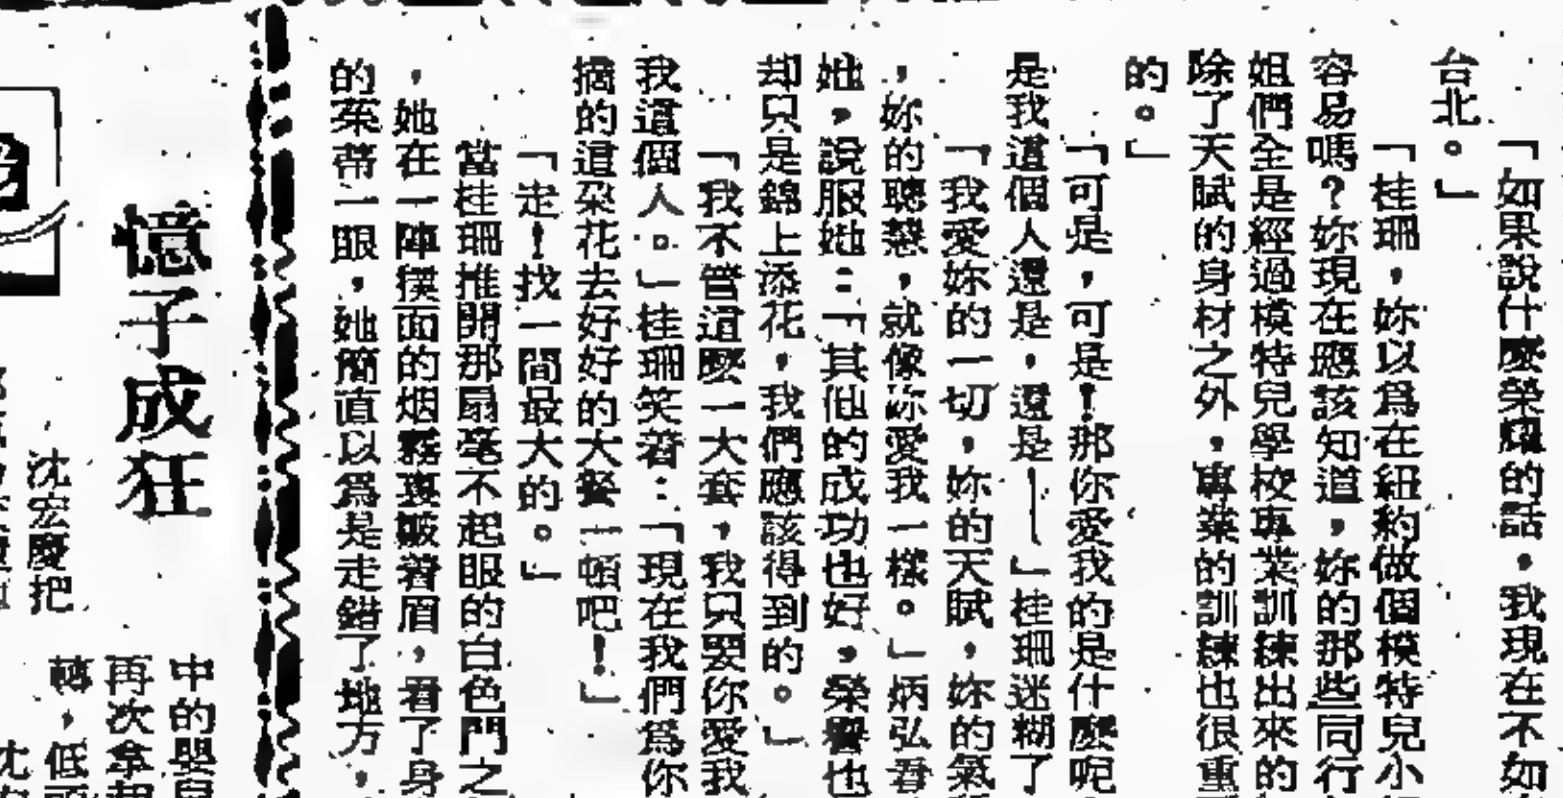 「如果說什麼榮耀的話，我現在不如
台北。」
「桂珊，妳以爲在紐約做個模特兒小
容易嗎？妳現在應該知道，妳的那些同行
姐們全是經過模特兒學校專業訓練出來的
除了天賦的身材之外，專業的訓練也很重
的。」
「可是，可是！那你愛我的是什麼呢
是我這個人還是，還是——」桂珊迷糊了
「我愛妳的一切，妳的天賦，妳的氣
，妳的聰慧，就像妳愛我一樣。」炳弘看
她，說服她：「其他的成功也好，榮譽也
却只是錦上添花，我們應該得到的。」
「我不管這麼一大套，我只要你愛我
我這個人。」桂珊笑着：「現在我們爲你
摘的這朶花去好好的大餐一頓吧！」
「走！找一間最大的。」
當桂珊推開那扇毫不起眼的白色門之
，她在一陣撲面的烟霧裏皺着眉，看了身
的茱蒂一眼，她簡直以爲是走錯了地方，
憶子成狂
沈宏慶把
中的嬰兒
再次拿起
轉，低頭
沈